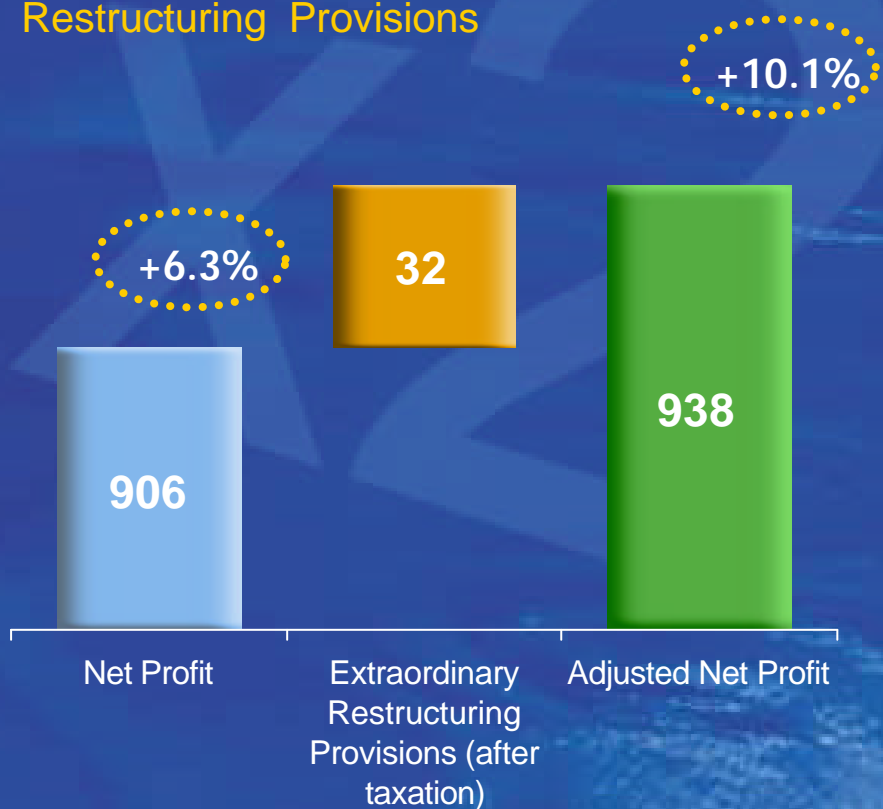 Restructuring Provisions
+10.1%
+6.3%
32
938
906
Net Profit
Extraordinary
Restructuring
Provisions (after
taxation)
Adjusted Net Profit